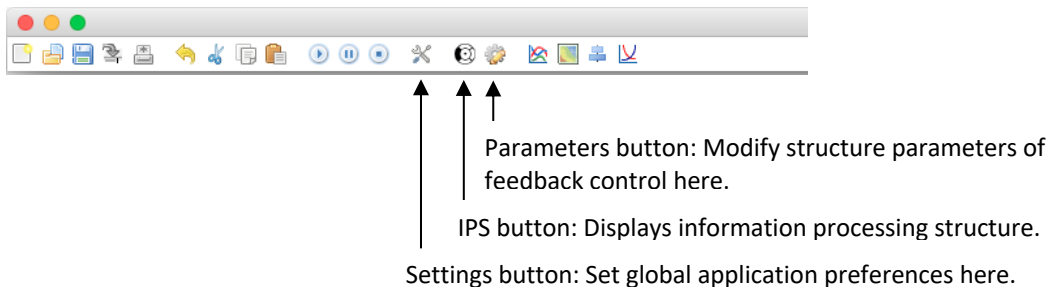 Parameters button: Modify structure parameters of
feedback control here.
IPS button: Displays information processing structure.
Settings button: Set global application preferences here.